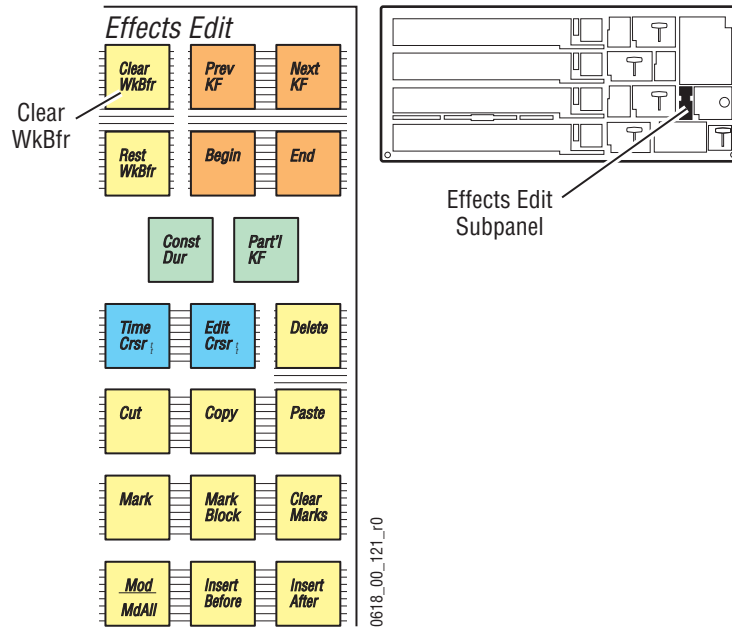 Effects Edit
Clear
WkBfr
Prev
KF
Next
KF
Clear
WkBfr
Rest
WkBfr
Begin
End
Const
Dur
Part'l
KF
Time
Crsr
Edit
Crsr
Delete
Cut
Copy
Paste
Mark
Mark
Block
Clear
Marks
Mod
MdAll
Insert
Before
Insert
After
Effects Edit
Subpanel
0618_00_121_r0